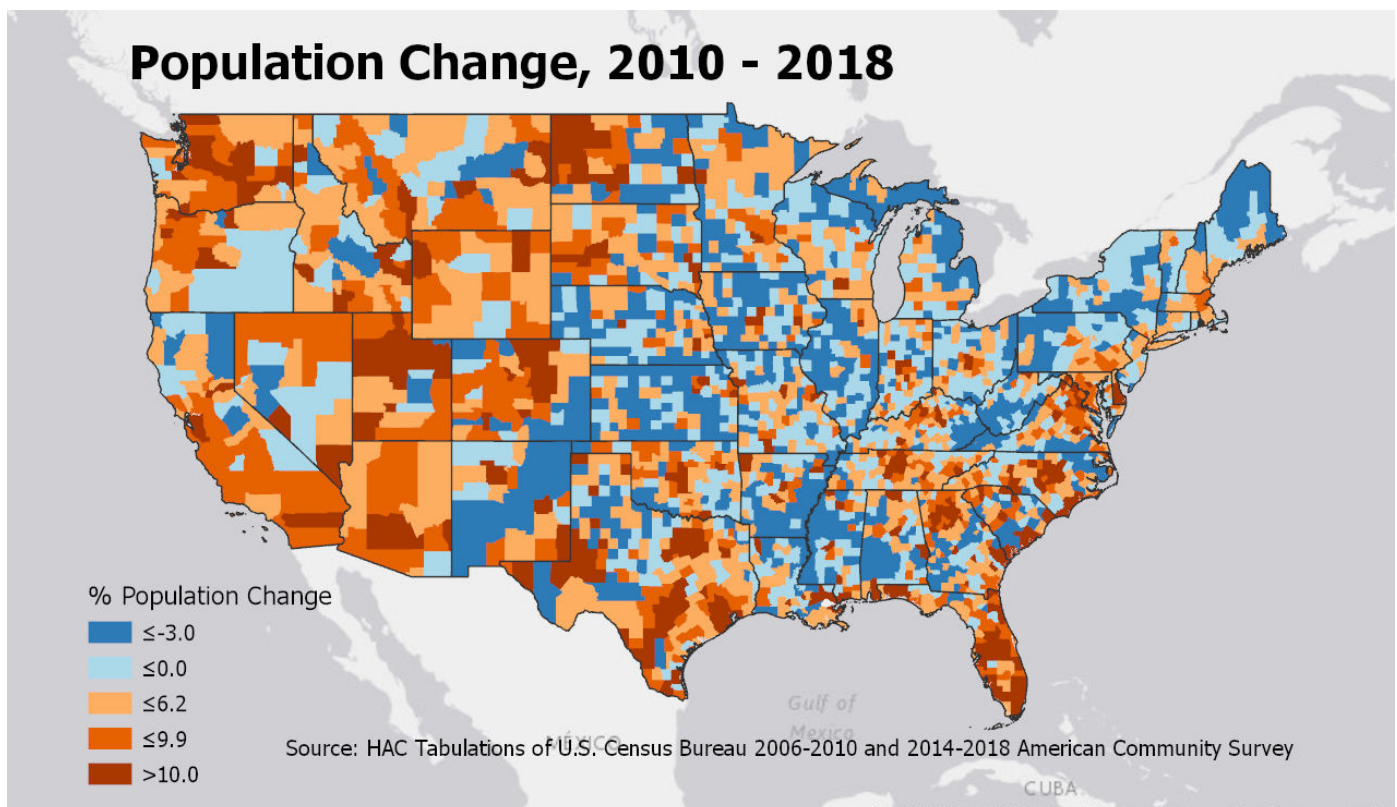 Population Change, 2010 - 2018
% Population Change
≤-3.0
≤0.0
≤6.2
≤9.9
>10.0
Gulf of
Mexico
MÉXICO
Source: HAC Tabulations of U.S. Census Bureau 2006-2010 and 2014-2018 American Community Survey
CUBA